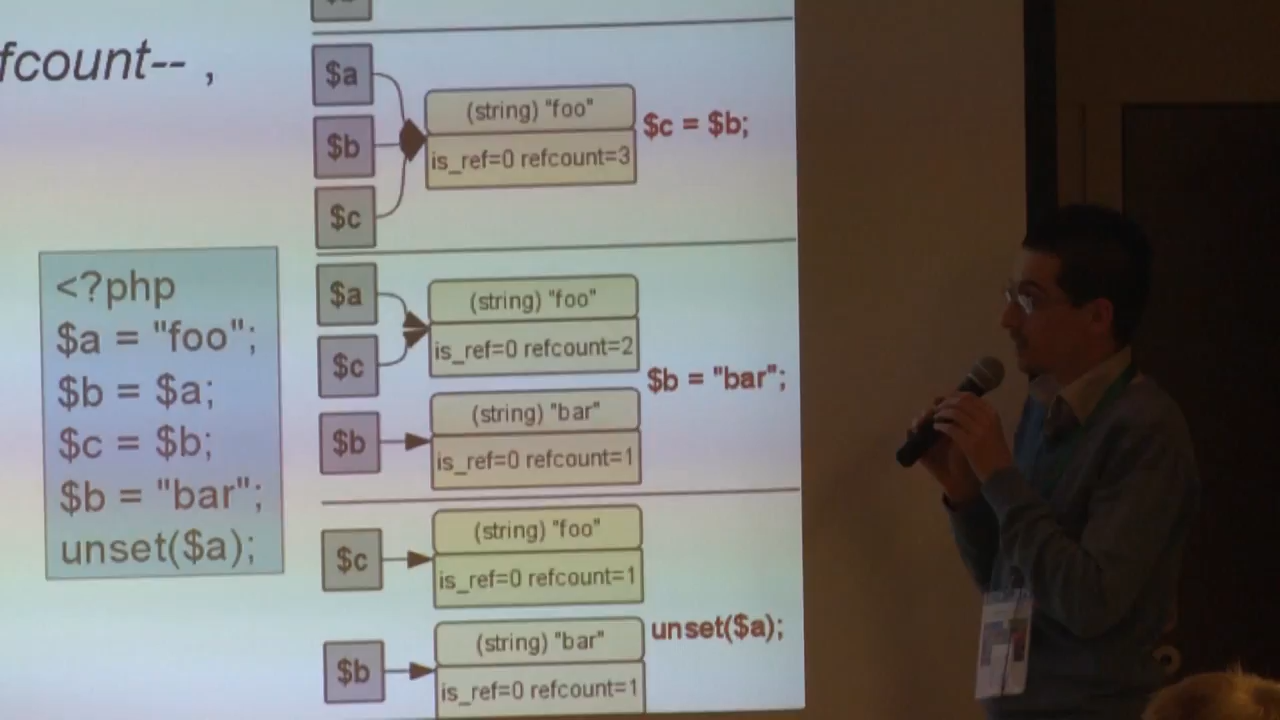 fcount-- ,
<?php
$a = "foo";
$b = $a;
$c = $b;
$b = "bar";
unset($a);
$a
$b
$c
(string) "foo"
is_ref=0 refcount=3
$c = $b;
$a
$c
(string) "foo"
is_ref=0 refcount=2
$b
(string) "bar"
is_ref=0 refcount=1
$b = "bar";
$c
(string) "foo"
is_ref=0 refcount=1
$b
(string) "bar"
is_ref=0 refcount=1
unset($a);